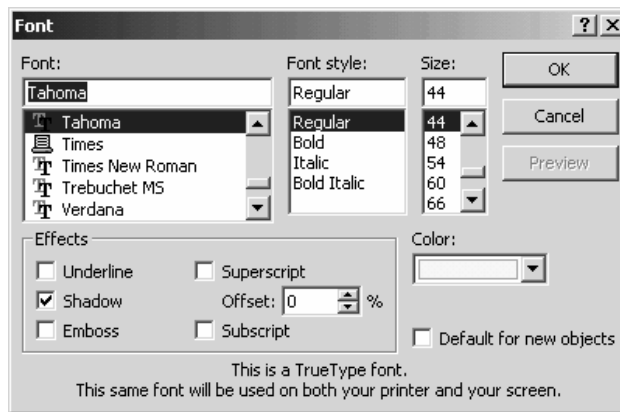 Font
Font: Font style: Size:
Tahoma Regular 44 OK
Tahoma Regular 44 Cancel
Times Bold 48
Times New Roman Italic 54 Preview
Trebuchet MS Bold Italic 60
Verdana 66
Effects Color:
Underline Superscript
Shadow Offset: 0 %
Emboss Subscript Default for new objects
This is a TrueType font.
This same font will be used on both your printer and your screen.